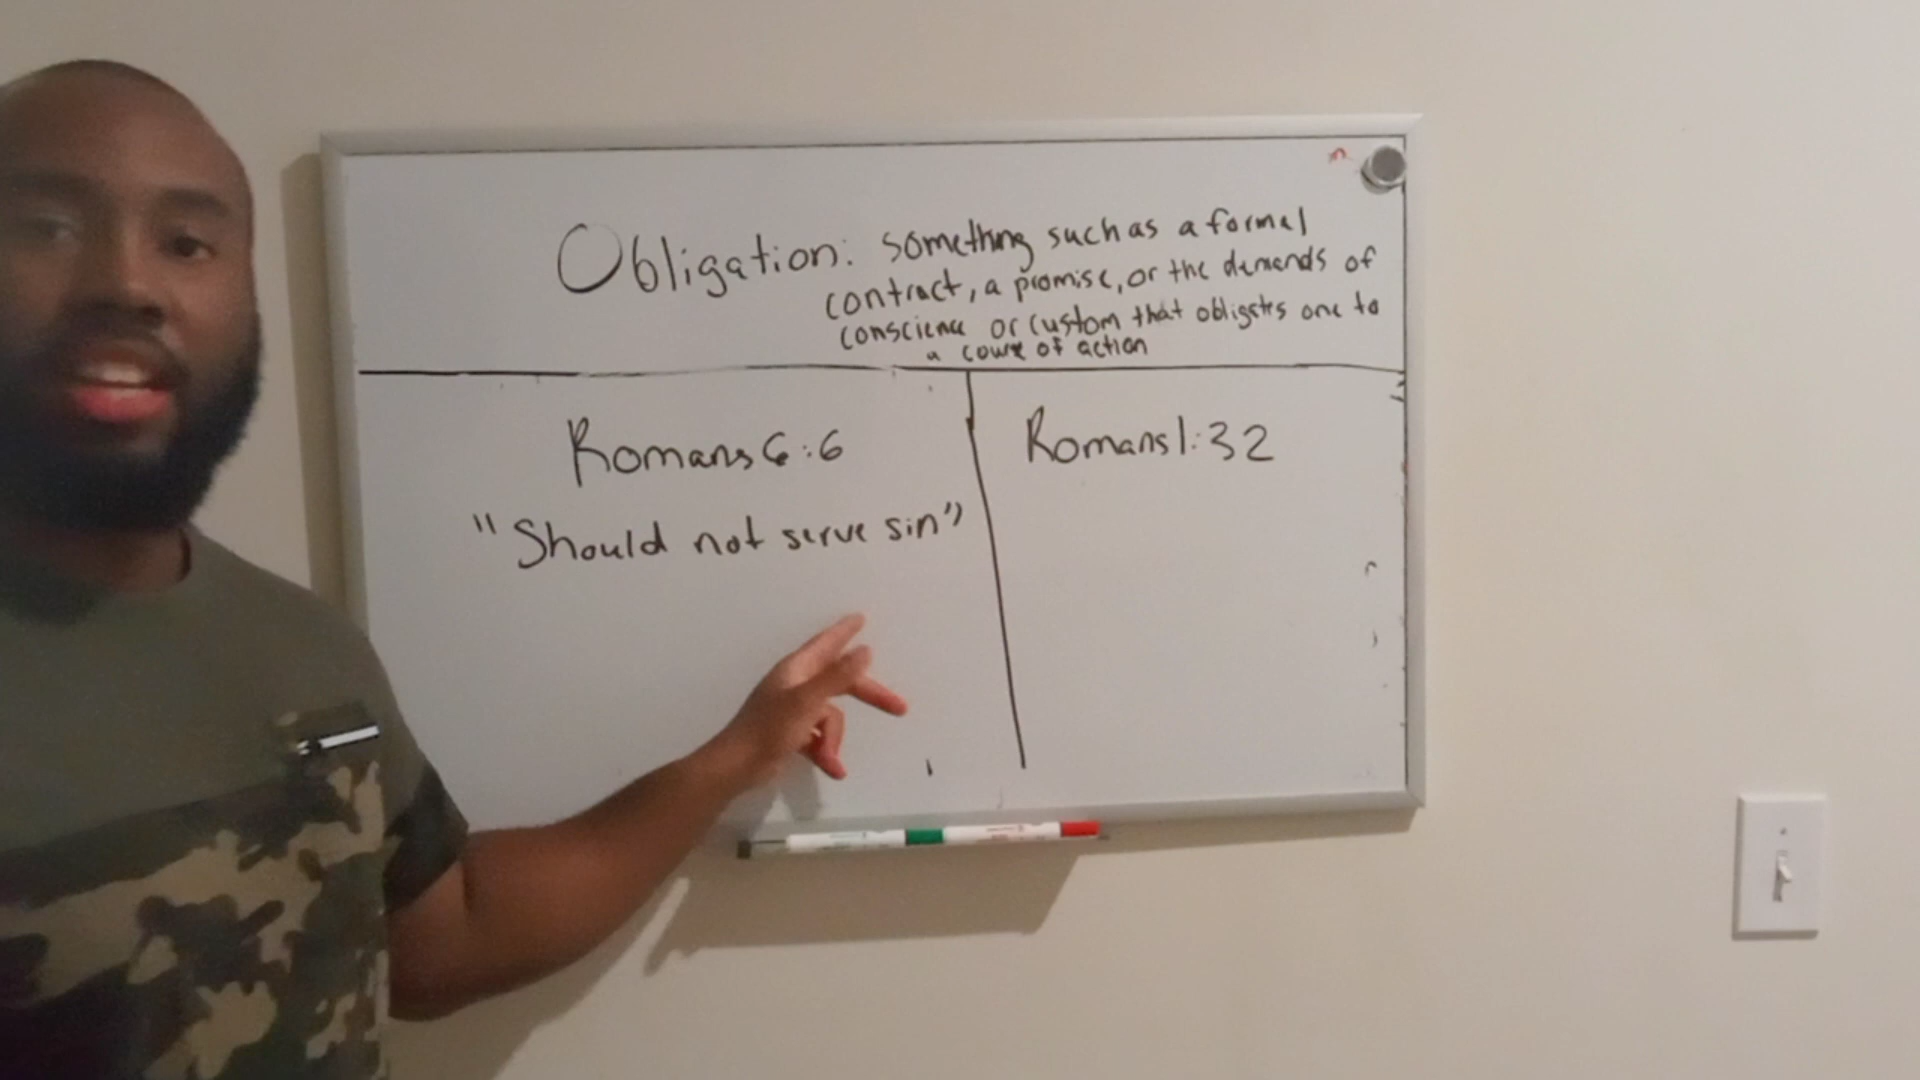 Obligation: something such as a formal
contract, a promise, or the demands of
conscience or custom that obligates one to
a course of action
Romans 6:6
"Should not serve sin"
Romans 1:32